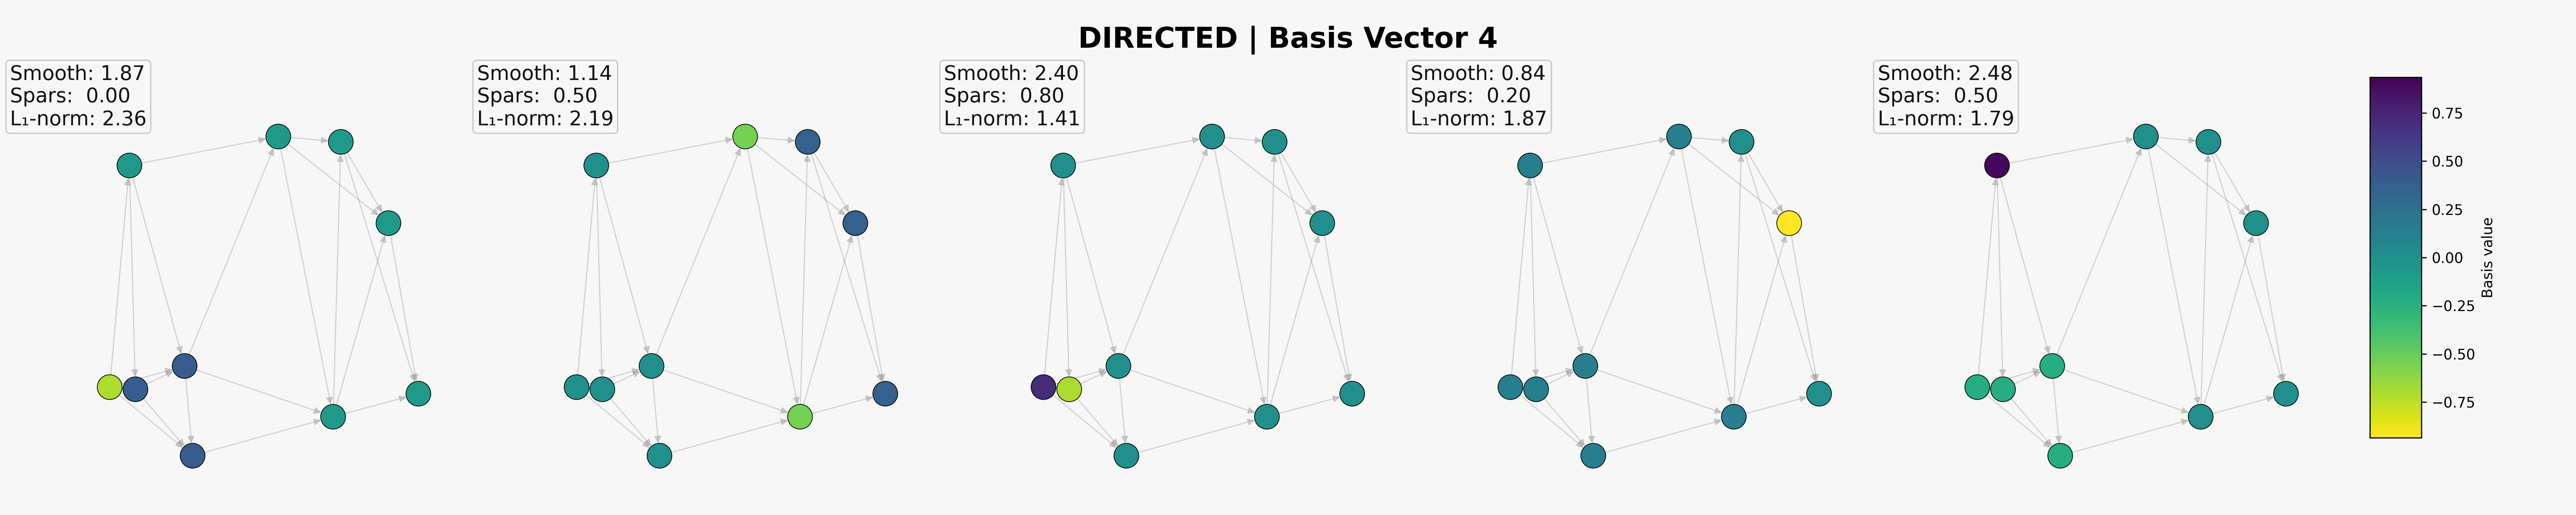 DIRECTED | Basis Vector 4
Smooth: 1.87
Spars: 0.00
L₁-norm: 2.36
Smooth: 1.14
Spars: 0.50
L₁-norm: 2.19
Smooth: 2.40
Spars: 0.80
L₁-norm: 1.41
Smooth: 0.84
Spars: 0.20
L₁-norm: 1.87
Smooth: 2.48
Spars: 0.50
L₁-norm: 1.79
0.75
0.50
0.25
0.00
−0.25
−0.50
−0.75
Basis value